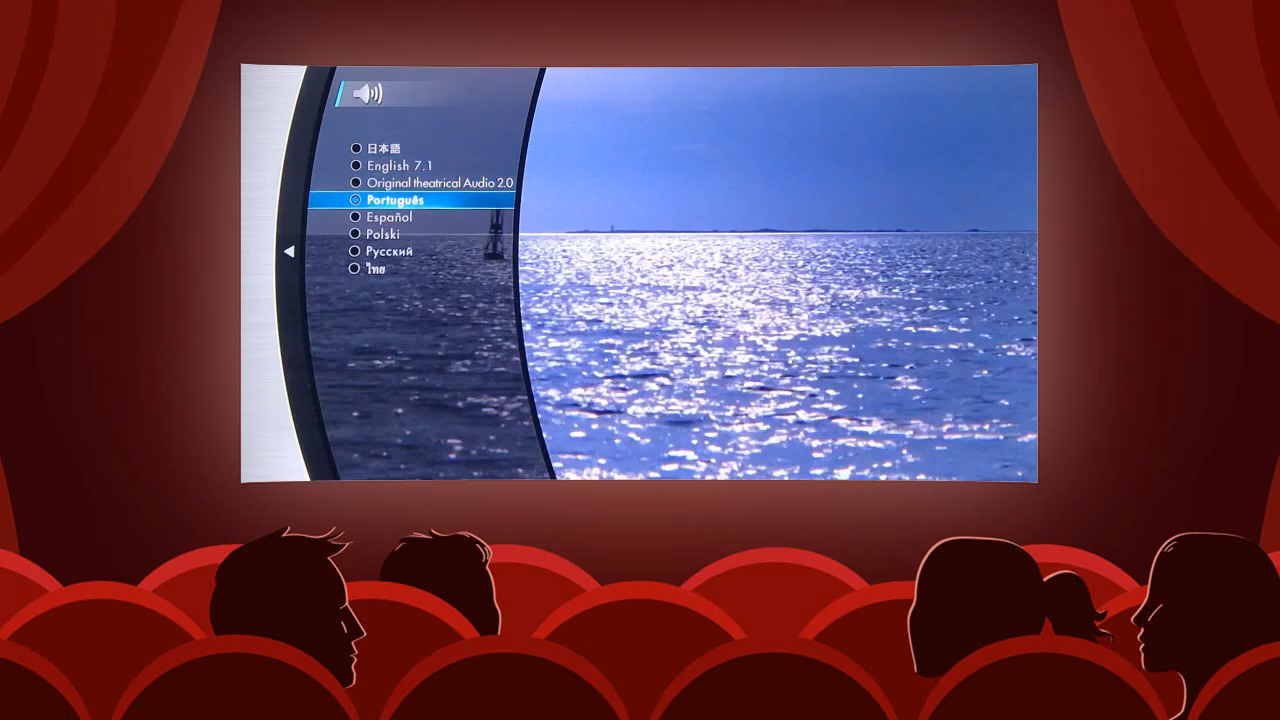 日本語
English 7.1
Original theatrical Audio 2.0
Português
Español
Polski
Русский
ไทย